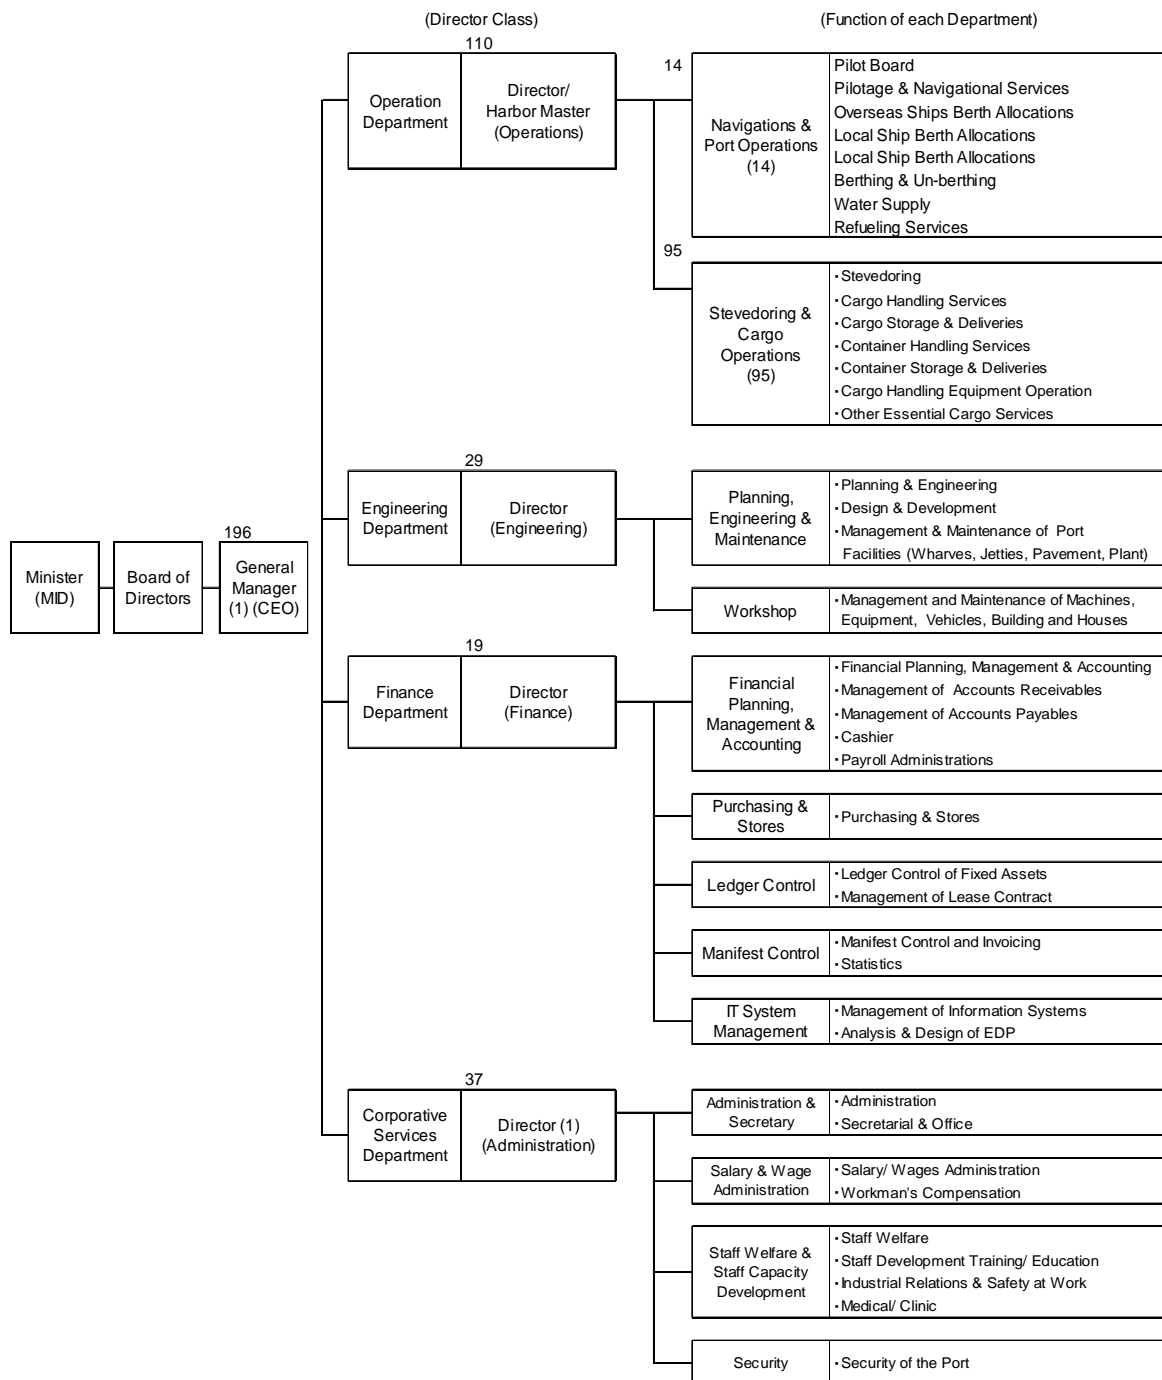 (Director Class)
(Function of each Department)
110
Operation
Department
Director/
Harbor Master
(Operations)
14
Navigations &
Port Operations
(14)
Pilot Board
Pilotage & Navigational Services
Overseas Ships Berth Allocations
Local Ship Berth Allocations
Local Ship Berth Allocations
Berthing & Un-berthing
Water Supply
Refueling Services
95
Stevedoring &
Cargo
Operations
(95)
・Stevedoring
・Cargo Handling Services
・Cargo Storage & Deliveries
・Container Handling Services
・Container Storage & Deliveries
・Cargo Handling Equipment Operation
・Other Essential Cargo Services
Minister
(MID)
Board of
Directors
196
General
Manager
(1) (CEO)
29
Engineering
Department
Director
(Engineering)
Planning,
Engineering &
Maintenance
・Planning & Engineering
・Design & Development
・Management & Maintenance of Port
Facilities (Wharves, Jetties, Pavement, Plant)
Workshop
・Management and Maintenance of Machines,
Equipment, Vehicles, Building and Houses
19
Finance
Department
Director
(Finance)
Financial
Planning,
Management &
Accounting
・Financial Planning, Management & Accounting
・Management of Accounts Receivables
・Management of Accounts Payables
・Cashier
・Payroll Administrations
Purchasing &
Stores
・Purchasing & Stores
Ledger Control
・Ledger Control of Fixed Assets
・Management of Lease Contract
Manifest Control
・Manifest Control and Invoicing
・Statistics
IT System
Management
・Management of Information Systems
・Analysis & Design of EDP
37
Corporative
Services
Department
Director (1)
(Administration)
Administration &
Secretary
・Administration
・Secretarial & Office
Salary & Wage
Administration
・Salary/ Wages Administration
・Workman's Compensation
Staff Welfare &
Staff Capacity
Development
・Staff Welfare
・Staff Development Training/ Education
・Industrial Relations & Safety at Work
・Medical/ Clinic
Security
・Security of the Port